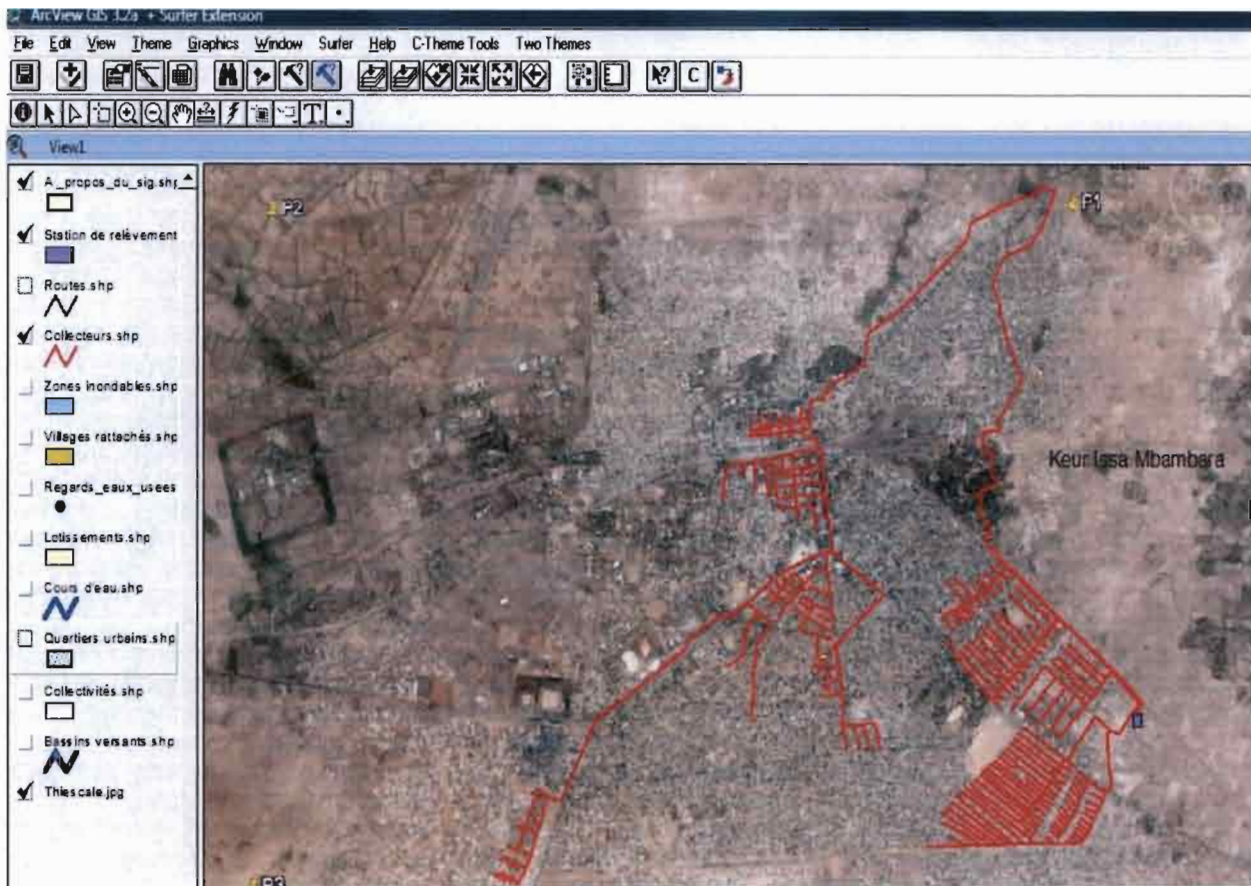 ArcView GIS 3.2a + Surfer Extension
File Edit View Theme Graphics Window Surfer Help C-Theme Tools Two Themes
C
T
View1
A_propos_du_sig.shp
Station de relèvement
Routes.shp
Collecteurs.shp
Zones inondables.shp
Villages rattachés.shp
Regards_eaux_usees
Lotissements.shp
Cours d'eau.shp
Quartiers urbains.shp
Collectivités.shp
Bassins versants.shp
Thiescale.jpg
P2
P1
Keur Issa Mbambara
P3